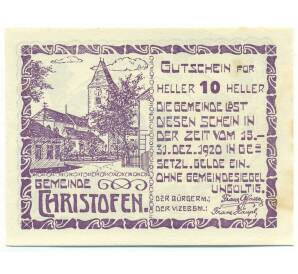 GUTSCHEIN FÜR
HELLER 10 HELLER
DIE GEMEINDE LÖST
DIESEN SCHEIN IN
DER ZEIT VOM 15.–
31. DEZ. 1920 IN GE=
SETZL. GELDE EIN.
OHNE GEMEINDESIEGEL
UNGÜLTIG.
DER BÜRGERM.:
DER VIZEBGM.:
GEMEINDE
CHRISTOFEN.